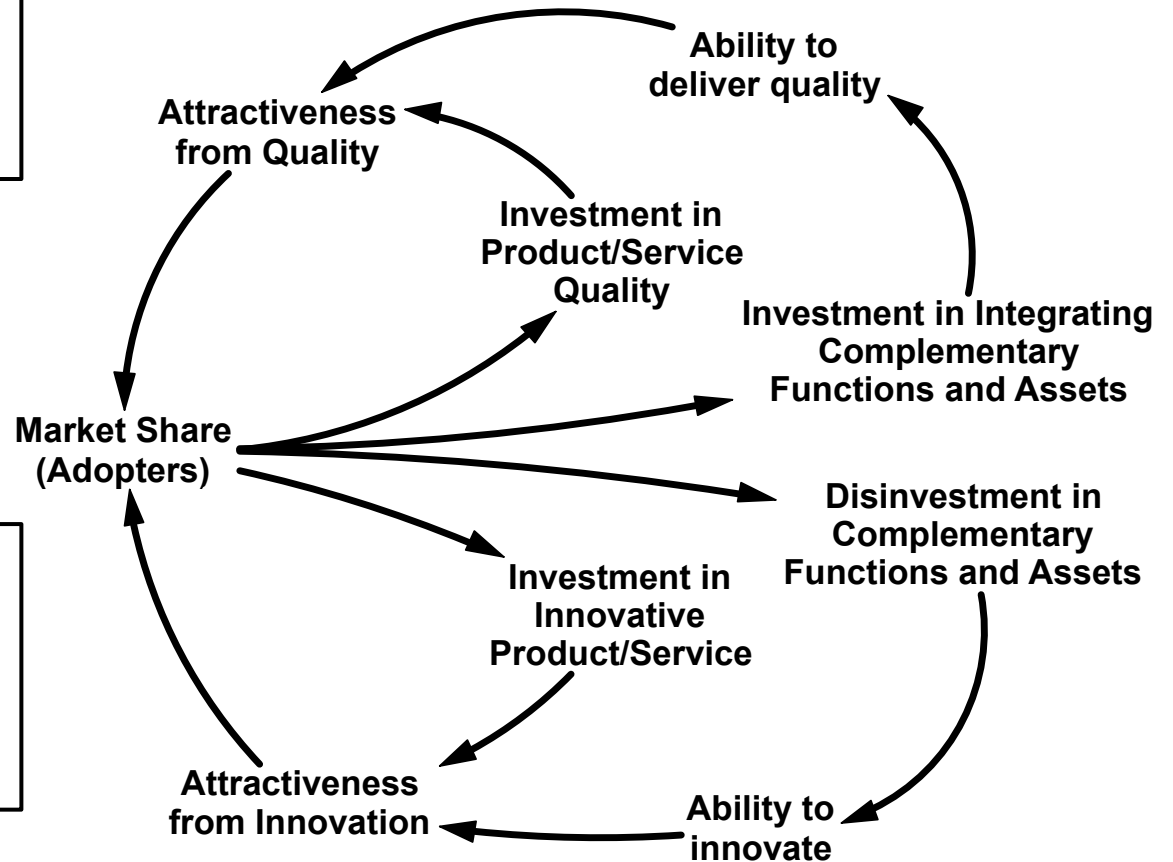 Ability to
deliver quality
Attractiveness
from Quality
Investment in
Product/Service
Quality
Investment in Integrating
Complementary
Functions and Assets
Market Share
(Adopters)
Disinvestment in
Complementary
Functions and Assets
Investment in
Innovative
Product/Service
Attractiveness
from Innovation
Ability to
innovate